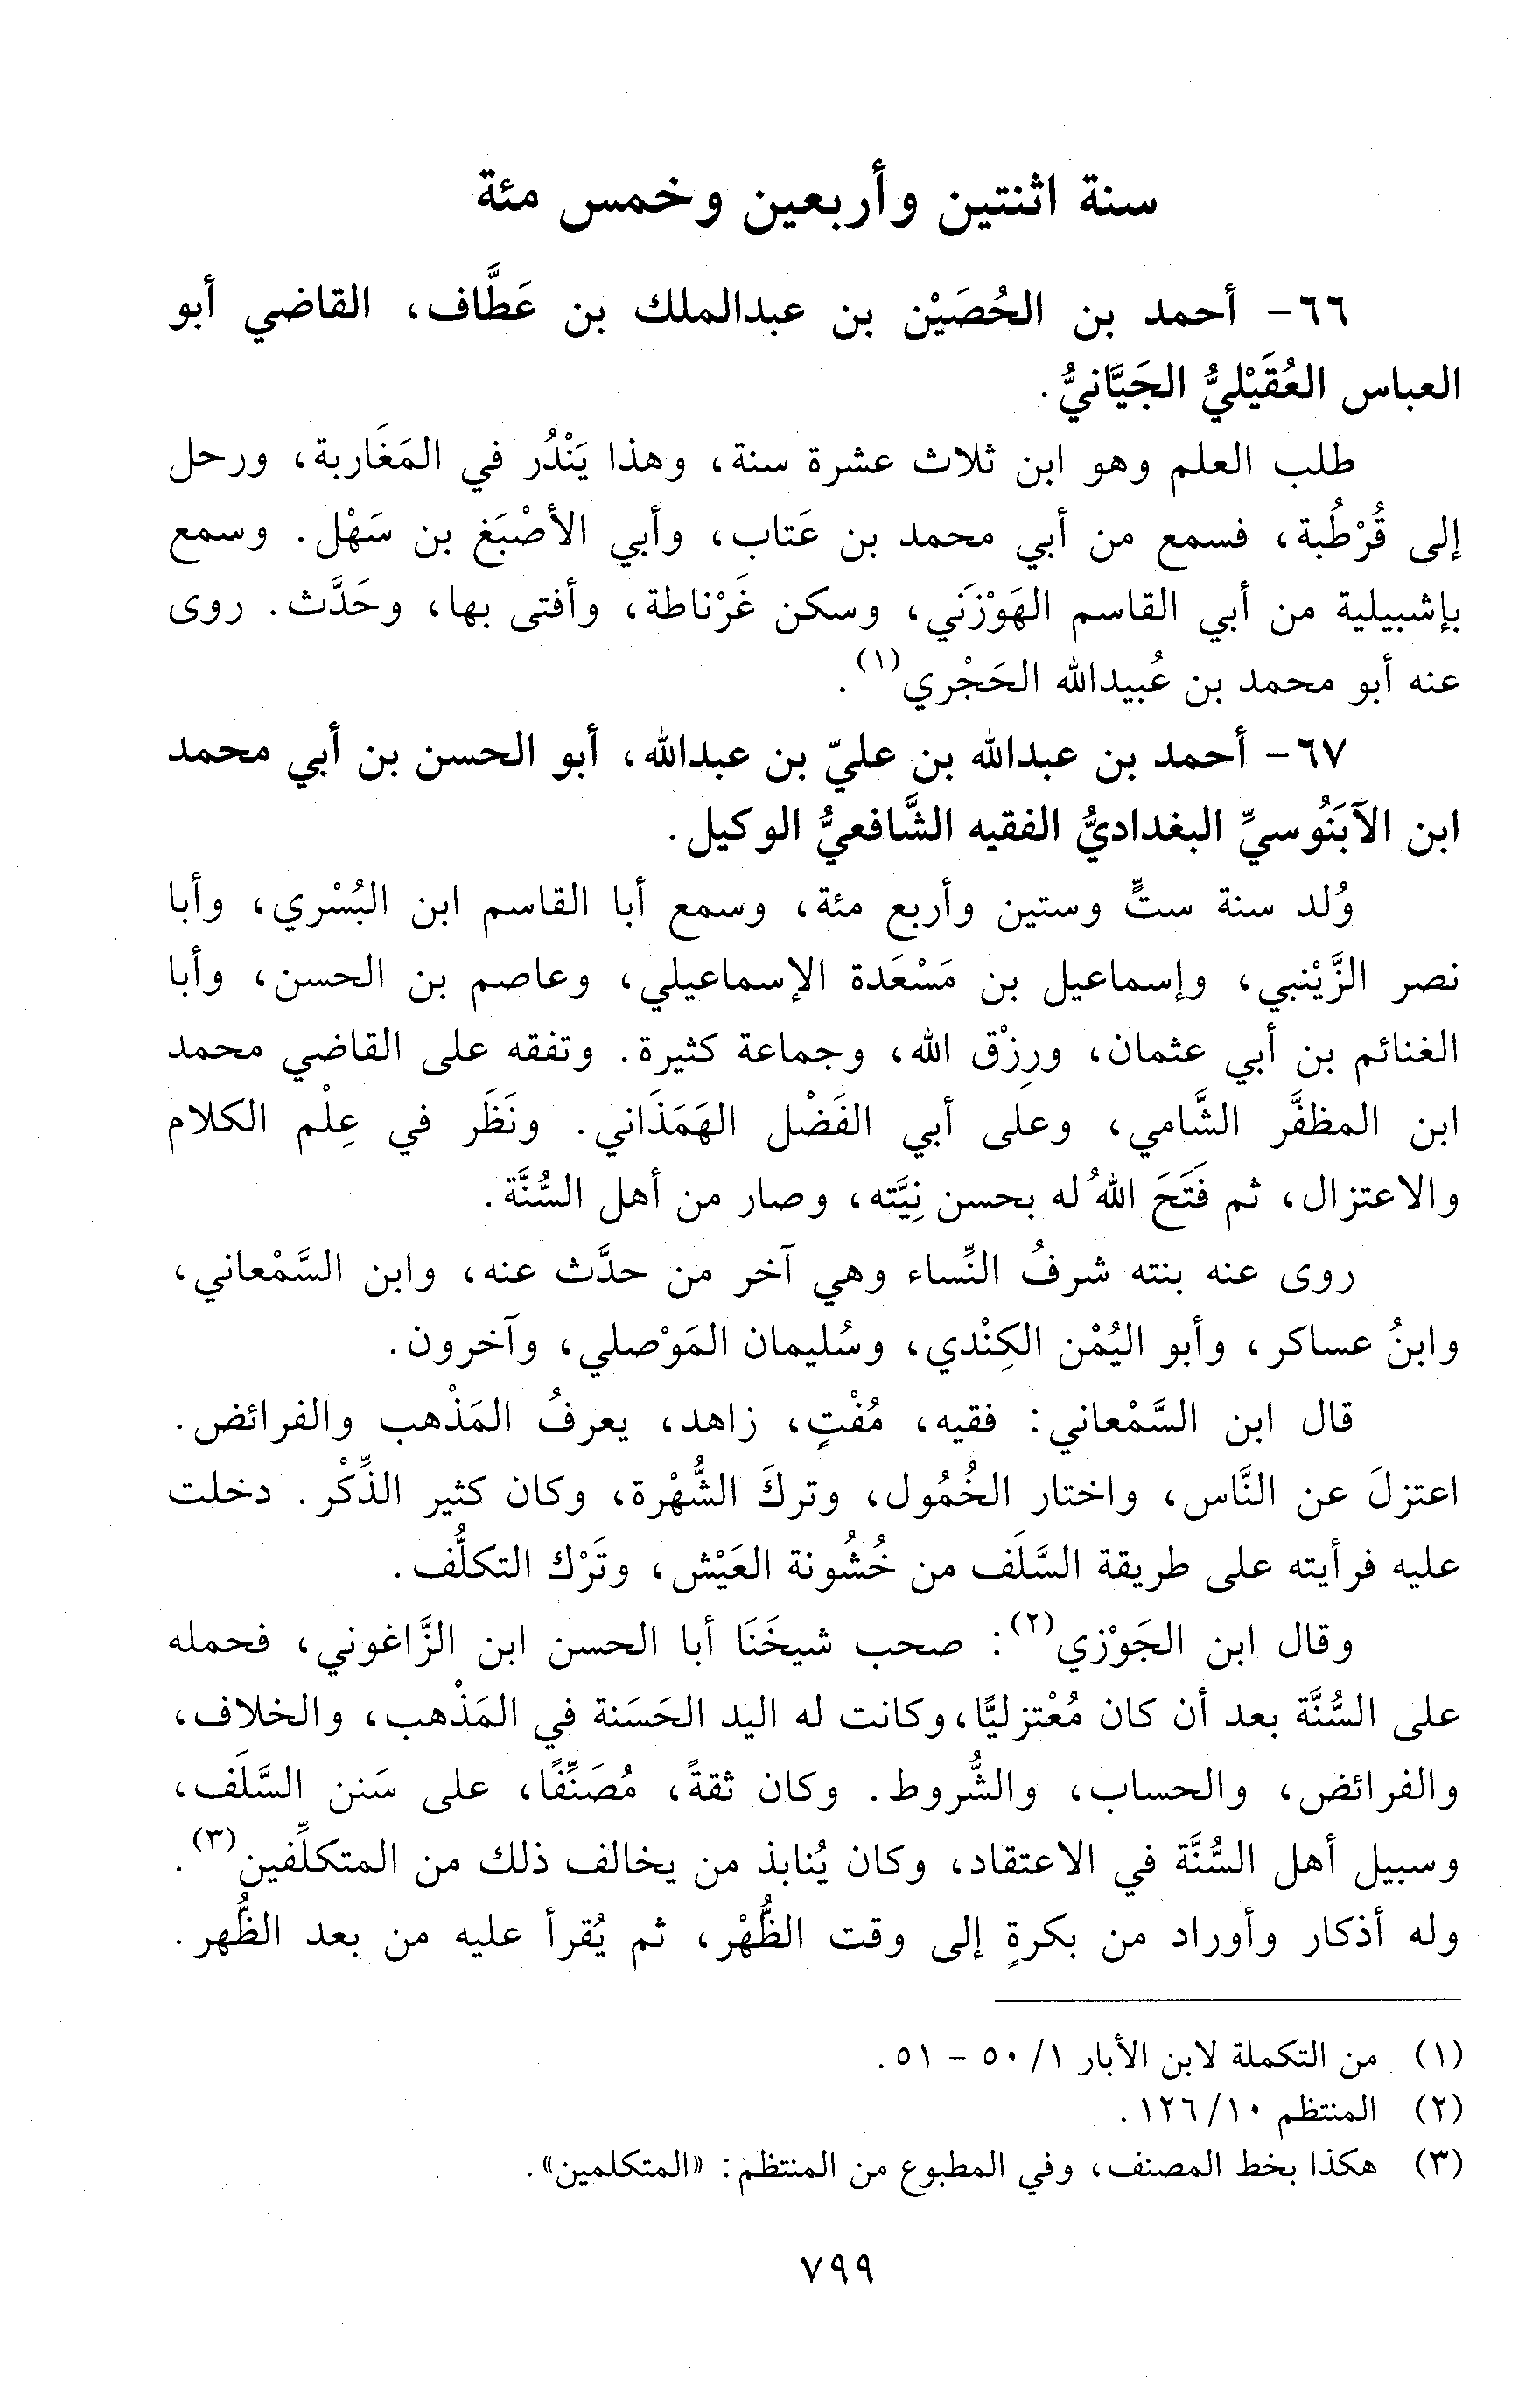 سنة اثنتين وأربعين وخمس مئة
٦٦- أحمد بن الحُصَيْن بن عبدالملك بن عَطَّاف، القاضي أبو
العباس العُقَيْليُّ الجَيَّانيُّ.
طلب العلم وهو ابن ثلاث عشرة سنة، وهذا يَنْدُر في المَغَاربة، ورحل
إلى قُرْطُبة، فسمع من أبي محمد بن عَتاب، وأبي الأصْبَغ بن سَهْل. وسمع
بإشبيلية من أبي القاسم الهَوْزَني، وسكن غَرْناطة، وأفتى بها، وحَدَّث. روى
عنه أبو محمد بن عُبيدالله الحَجْري(١).
٦٧- أحمد بن عبدالله بن عليّ بن عبدالله، أبو الحسن بن أبي محمد
ابن الآبَنُوسيِّ البغداديُّ الفقيه الشَّافعيُّ الوكيل.
وُلد سنة ستٍّ وستين وأربع مئة، وسمع أبا القاسم ابن البُسْري، وأبا
نصر الزَّيْنبي، وإسماعيل بن مَسْعَدة الإسماعيلي، وعاصم بن الحسن، وأبا
الغنائم بن أبي عثمان، ورِزْق الله، وجماعة كثيرة. وتفقه على القاضي محمد
ابن المظفَّر الشَّامي، وعلى أبي الفَضْل الهَمَذَاني. ونَظَر في عِلْم الكلام
والاعتزال، ثم فَتَحَ اللهُ له بحسن نِيَّته، وصار من أهل السُّنَّة.
روى عنه بنته شرفُ النِّساء وهي آخر من حدَّث عنه، وابن السَّمْعاني،
وابنُ عساكر، وأبو اليُمْن الكِنْدي، وسُليمان المَوْصلي، وآخرون.
قال ابن السَّمْعاني: فقيه، مُفْتٍ، زاهد، يعرفُ المَذْهب والفرائض.
اعتزلَ عن النَّاس، واختار الخُمُول، وتركَ الشُّهْرة، وكان كثير الذِّكْر. دخلت
عليه فرأيته على طريقة السَّلَف من خُشُونة العَيْش، وتَرْك التكلُّف.
وقال ابن الجَوْزي(٢): صحب شيخَنَا أبا الحسن ابن الزَّاغوني، فحمله
على السُّنَّة بعد أن كان مُعْتزليًّا، وكانت له اليد الحَسَنة في المَذْهب، والخلاف،
والفرائض، والحساب، والشُّروط. وكان ثقةً، مُصَنِّفًا، على سَنن السَّلَف،
وسبيل أهل السُّنَّة في الاعتقاد، وكان يُنابذ من يخالف ذلك من المتكلِّفين(٣).
وله أذكار وأوراد من بكرةٍ إلى وقت الظُّهْر، ثم يُقرأ عليه من بعد الظُّهر.
(١) من التكملة لابن الأبار ١/ ٥٠ - ٥١.
(٢) المنتظم ١٠/ ١٢٦.
(٣) هكذا بخط المصنف، وفي المطبوع من المنتظم: «المتكلمين».
٧٩٩